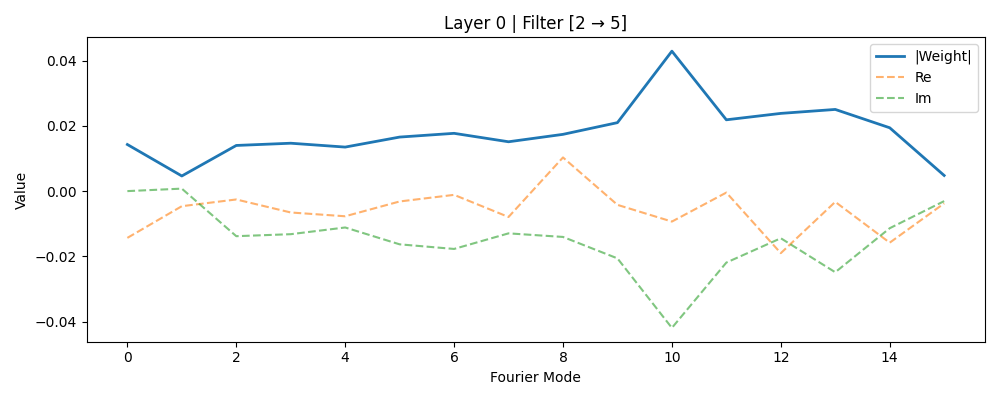 Layer 0 | Filter [2 → 5]
|Weight|
Re
Im
Value
0.04
0.02
0.00
−0.02
−0.04
0 2 4 6 8 10 12 14
Fourier Mode